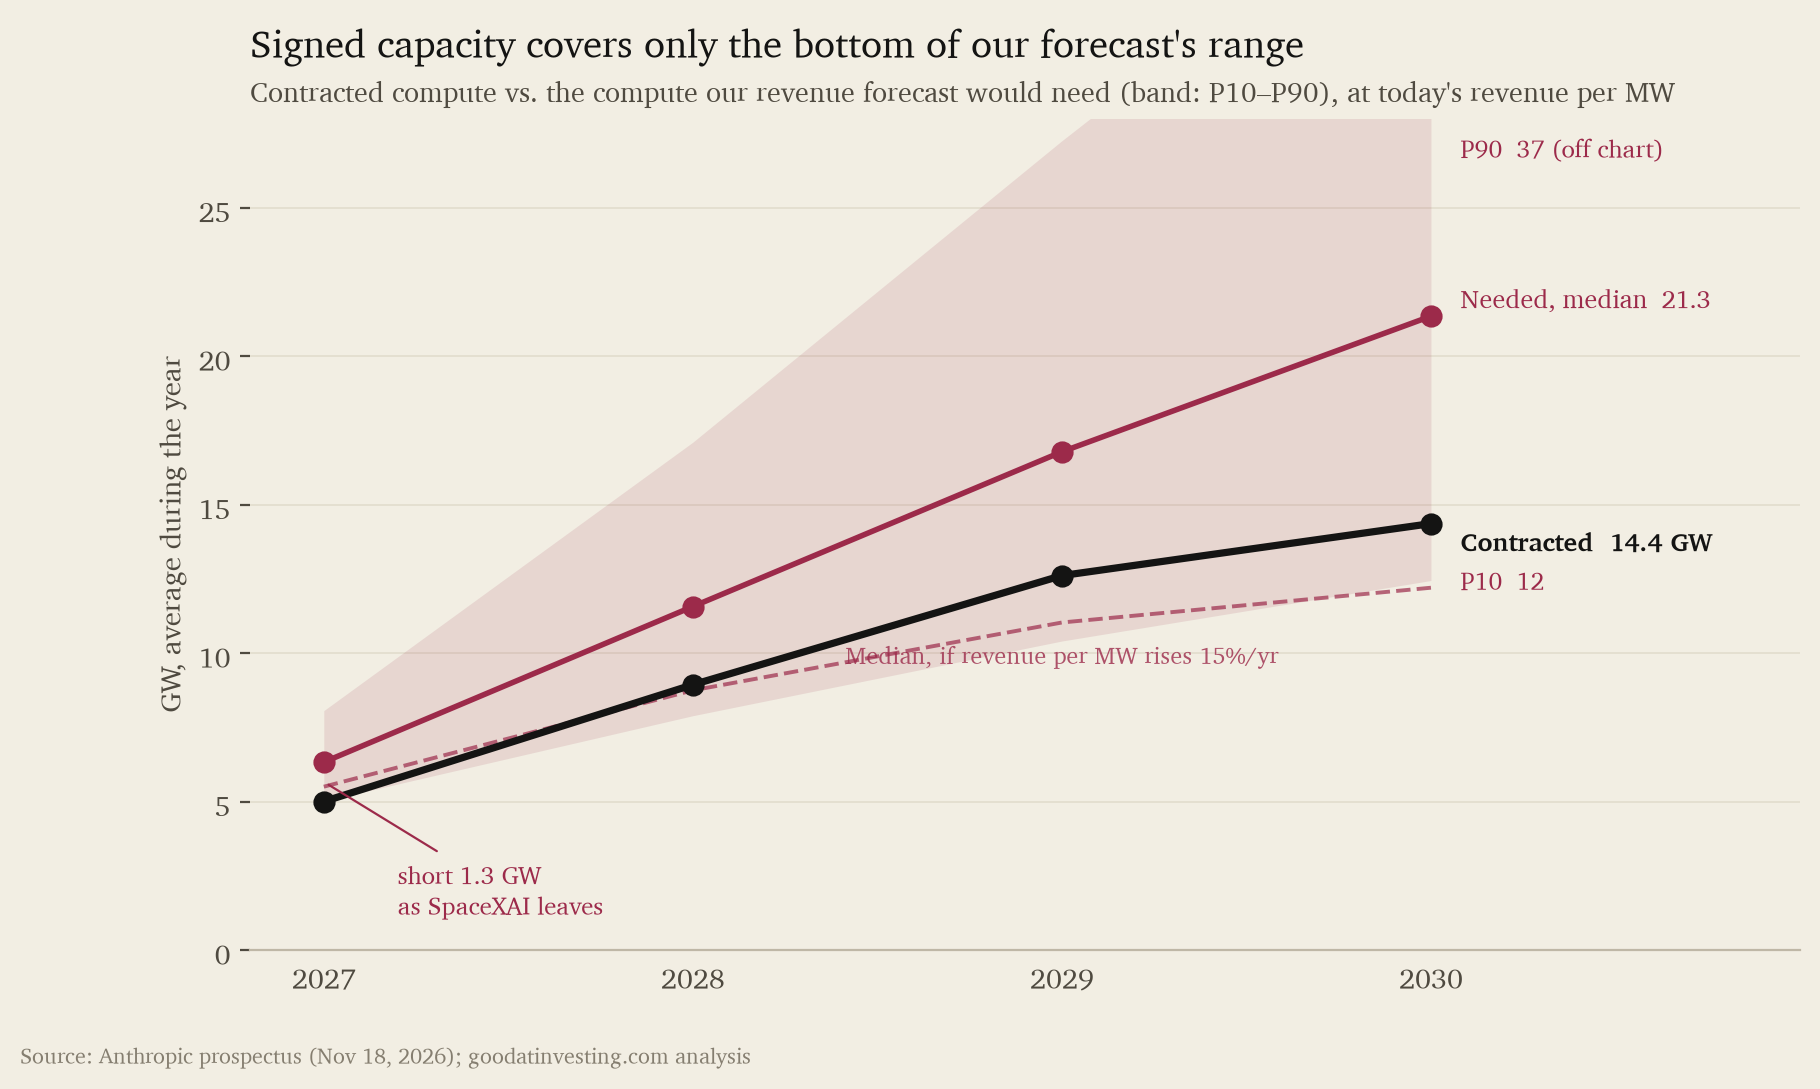 Signed capacity covers only the bottom of our forecast's range
Contracted compute vs. the compute our revenue forecast would need (band: P10–P90), at today's revenue per MW
P90 37 (off chart)
25
Needed, median 21.3
20
GW, average during the year
15
Contracted 14.4 GW
P10 12
10
Median, if revenue per MW rises 15%/yr
5
short 1.3 GW
as SpaceXAI leaves
0
2027 2028 2029 2030
Source: Anthropic prospectus (Nov 18, 2026); goodatinvesting.com analysis